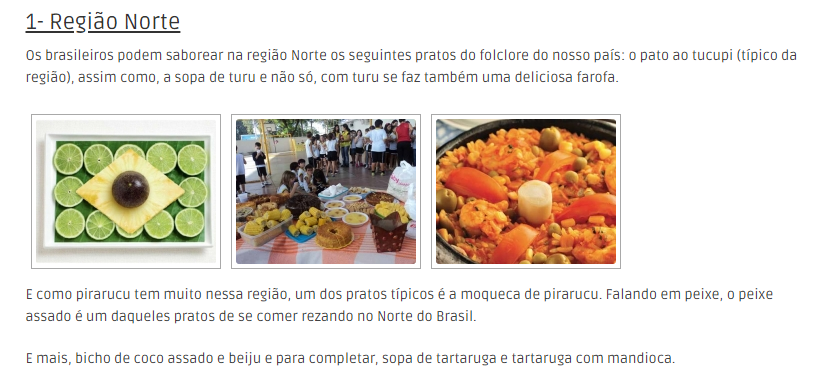 1- Região Norte
Os brasileiros podem saborear na região Norte os seguintes pratos do folclore do nosso país: o pato ao tucupi (típico da
região), assim como, a sopa de turu e não só, com turu se faz também uma deliciosa farofa.
E como pirarucu tem muito nessa região, um dos pratos típicos é a moqueca de pirarucu. Falando em peixe, o peixe
assado é um daqueles pratos de se comer rezando no Norte do Brasil.
E mais, bicho de coco assado e beiju e para completar, sopa de tartaruga e tartaruga com mandioca.